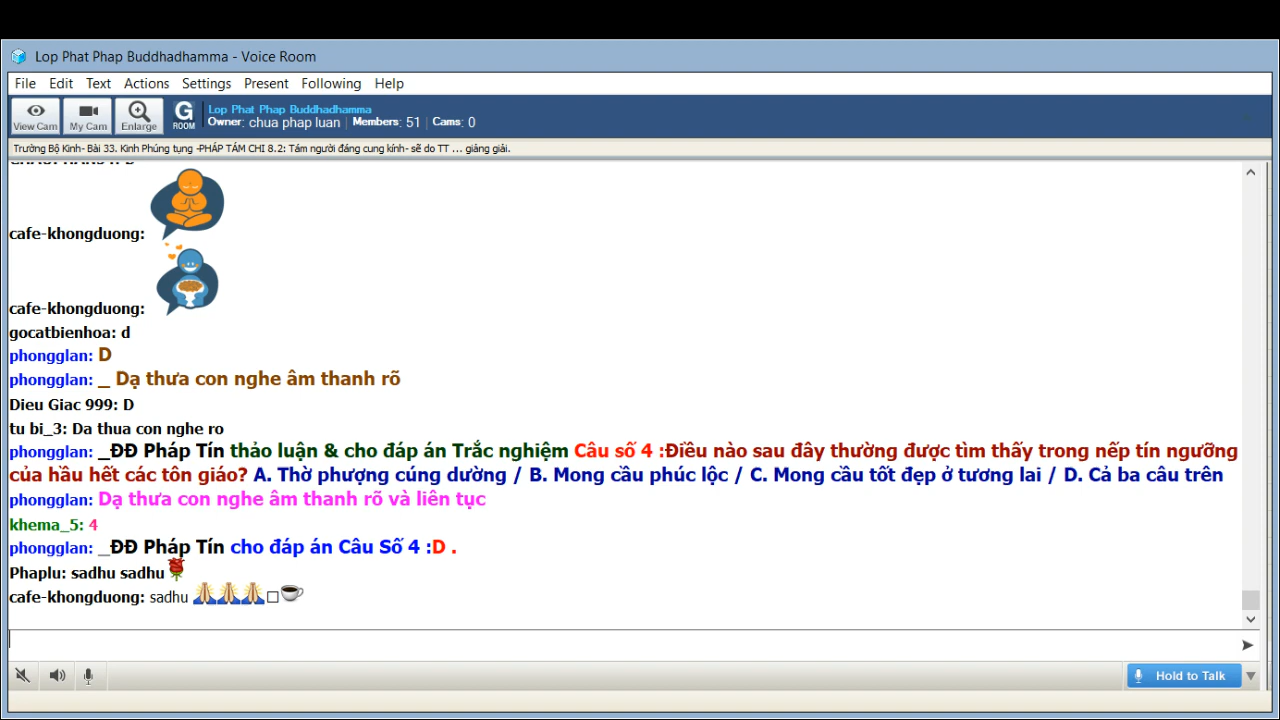 Lop Phat Phap Buddhadhamma - Voice Room
File Edit Text Actions Settings Present Following Help
View Cam My Cam Enlarge G ROOM Lop Phat Phap Buddhadhamma
Owner: chua phap luan | Members: 51 | Cams: 0
Trường Bộ Kinh- Bài 33. Kinh Phúng tụng -PHÁP TÁM CHI 8.2: Tám người đáng cung kính- sẽ do TT ... giảng giải.
cafe-khongduong:
cafe-khongduong:
gocatbienhoa: d
phongglan: D
phongglan: _ Dạ thưa con nghe âm thanh rõ
Dieu Giac 999: D
tu bi_3: Da thua con nghe ro
phongglan: _ĐĐ Pháp Tín thảo luận & cho đáp án Trắc nghiệm Câu số 4 :Điều nào sau đây thường được tìm thấy trong nếp tín ngưỡng
của hầu hết các tôn giáo? A. Thờ phượng cúng dường / B. Mong cầu phúc lộc / C. Mong cầu tốt đẹp ở tương lai / D. Cả ba câu trên
phongglan: Dạ thưa con nghe âm thanh rõ và liên tục
khema_5: 4
phongglan: _ĐĐ Pháp Tín cho đáp án Câu Số 4 :D .
Phaplu: sadhu sadhu
cafe-khongduong: sadhu
Hold to Talk